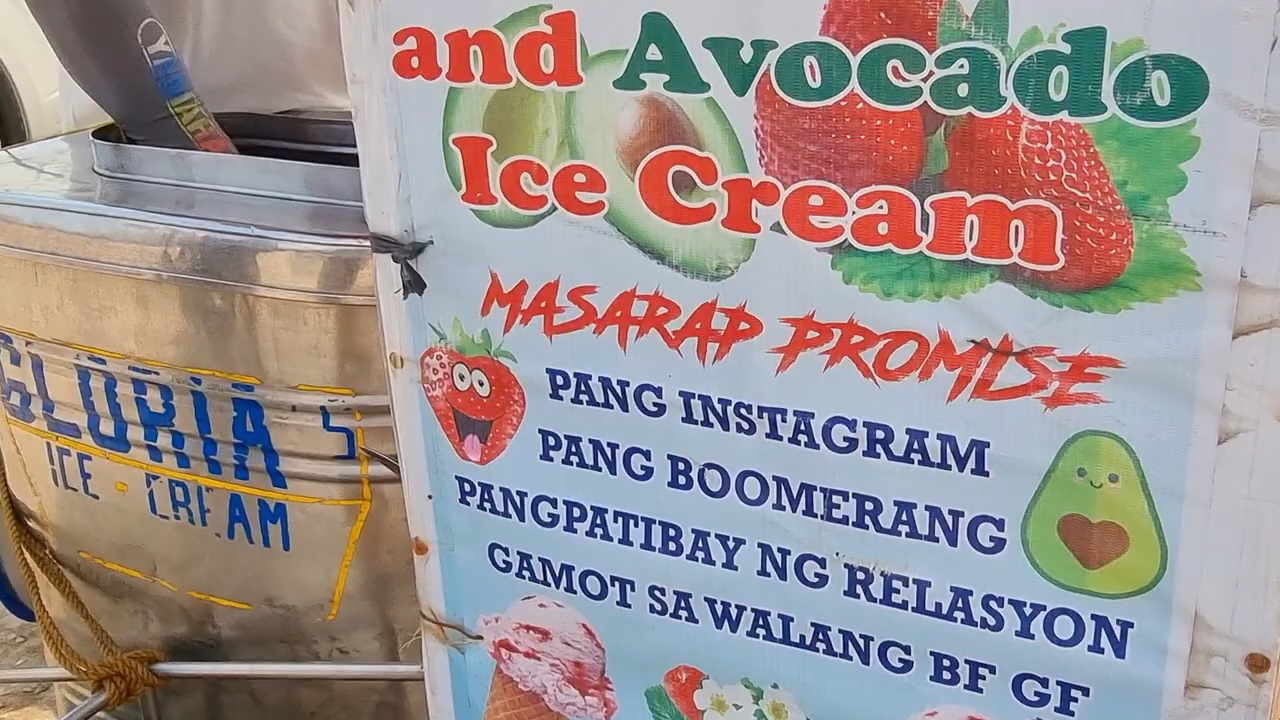 and Avocado
Ice Cream
MASARAP PROMISE
PANG INSTAGRAM
PANG BOOMERANG
PANGPATIBAY NG RELASYON
GAMOT SA WALANG BF GF
GLORIA S
ICE - CREAM